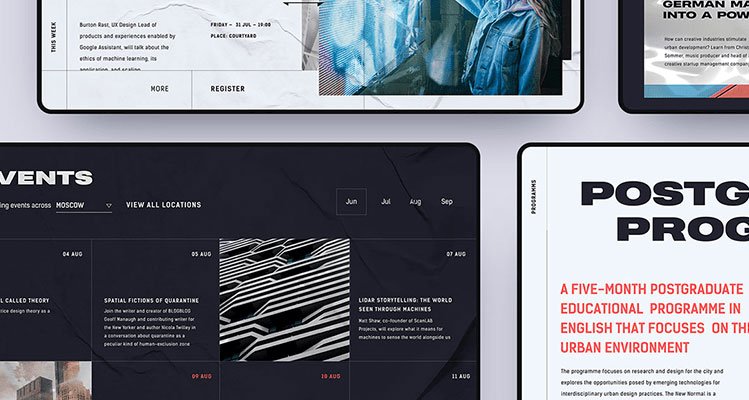 THIS WEEK
Burton Rast, UX Design Lead of
products and experiences enabled by
Google Assistant, will talk about the
ethics of machine learning, its
application, and scaling
FRIDAY – 31 JUL – 19:00
PLACE: COURTYARD
MORE
REGISTER
GERMAN MA
INTO A POW
How can creative industries stimulate
urban development? Learn from Christ
Sommer, music producer and head of
creative startup management company
VENTS
ing events across MOSCOW
VIEW ALL LOCATIONS
Jun
Jul
Aug
Sep
04 AUG
L CALLED THEORY
ctice design theory as a
05 AUG
SPATIAL FICTIONS OF QUARANTINE
Join the writer and creator of BLDGBLOG
Geoff Manaugh and contributing writer for
the New Yorker and author Nicola Twilley in
a conversation about quarantine as a
peculiar kind of human-exclusion zone
07 AUG
LIDAR STORYTELLING: THE WORLD
SEEN THROUGH MACHINES
Matt Shaw, co-founder of ScanLAB
Projects, will explore what it means for
machines to sense the world alongside us
09 AUG
10 AUG
11 AUG
PROGRAMMS
POSTG
PROG
A FIVE-MONTH POSTGRADUATE
EDUCATIONAL PROGRAMME IN
ENGLISH THAT FOCUSES ON THE
URBAN ENVIRONMENT
The programme focuses on research and design for the city and
explores the opportunities posed by emerging technologies for
interdisciplinary urban design practices. The New Normal is a